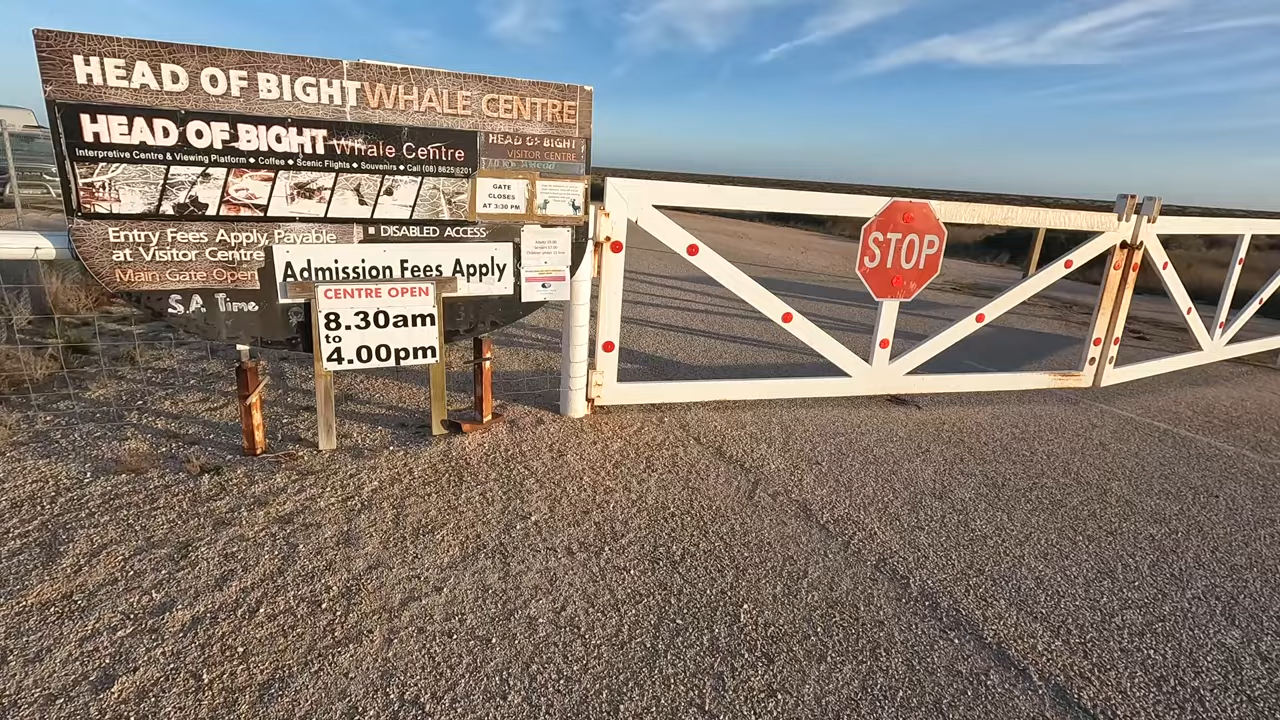 HEAD OF BIGHT WHALE CENTRE
HEAD OF BIGHT Whale Centre
Interpretive Centre & Viewing Platform ◆ Coffee ◆ Scenic Flights ◆ Souvenirs ◆ Call (08) 8625 6201
HEAD OF BIGHT
VISITOR CENTRE
GATE
CLOSES
AT 3:30 PM
Entry Fees Apply, Payable
at Visitor Centre
Main Gate Open
S.A. Time
DISABLED ACCESS
Admission Fees Apply
CENTRE OPEN
8.30am
to
4.00pm
STOP